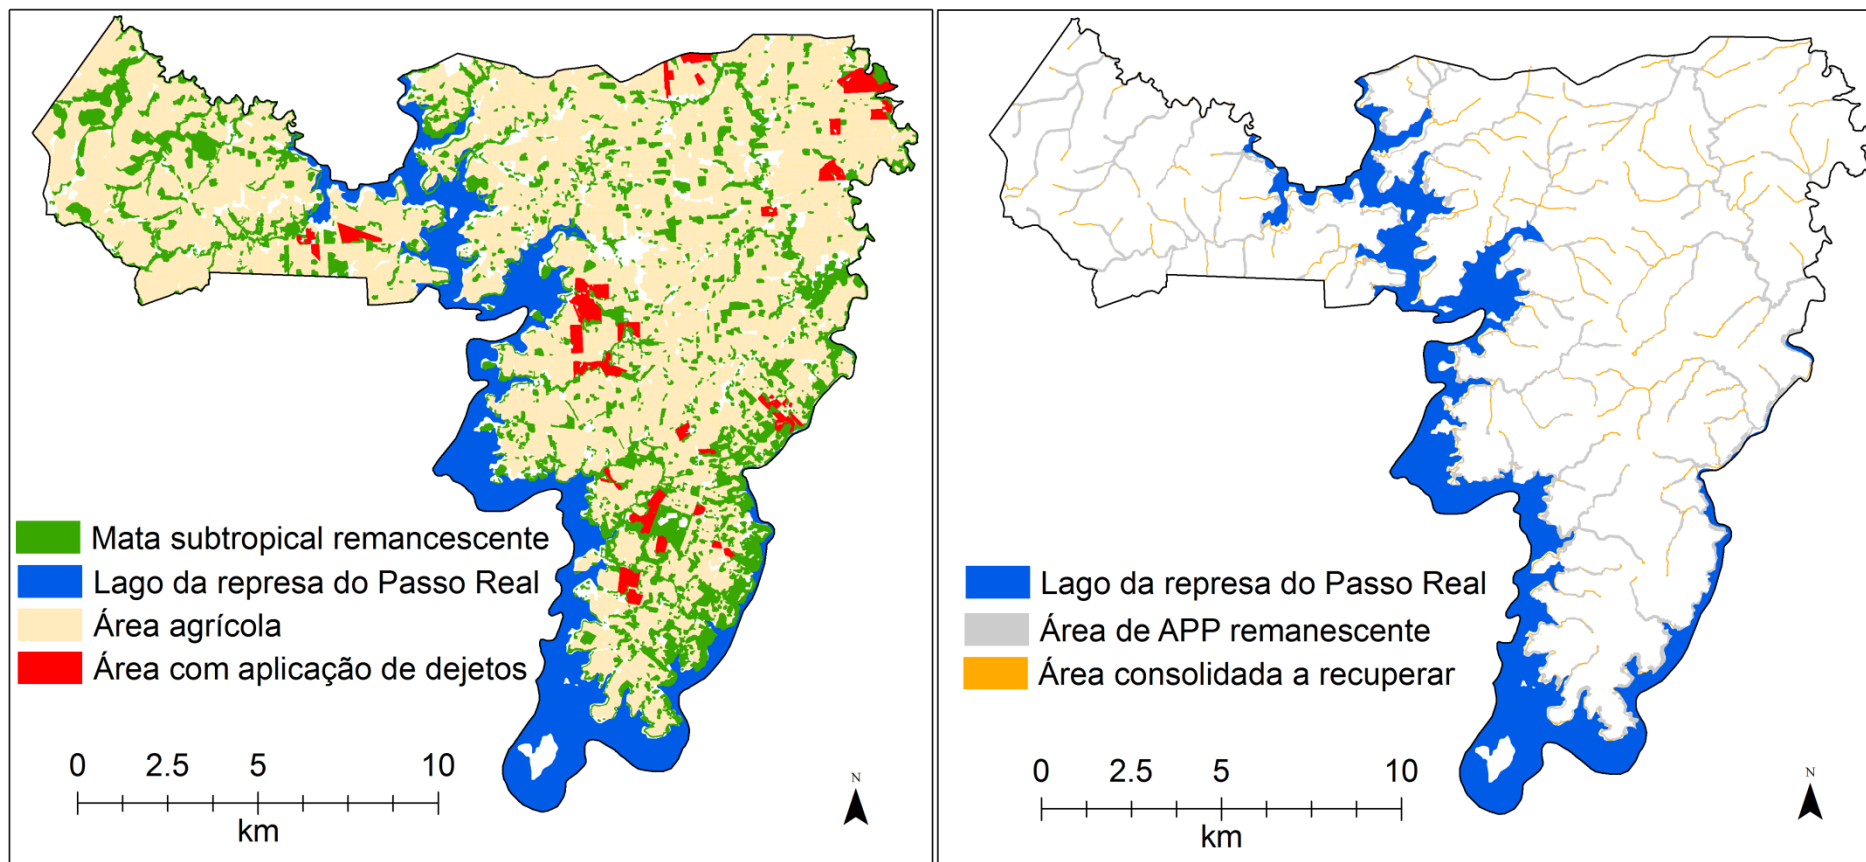 Mata subtropical remancescente
Lago da represa do Passo Real
Área agrícola
Área com aplicação de dejetos
0 2.5 5 10
km
N
Lago da represa do Passo Real
Área de APP remanescente
Área consolidada a recuperar
0 2.5 5 10
km
N